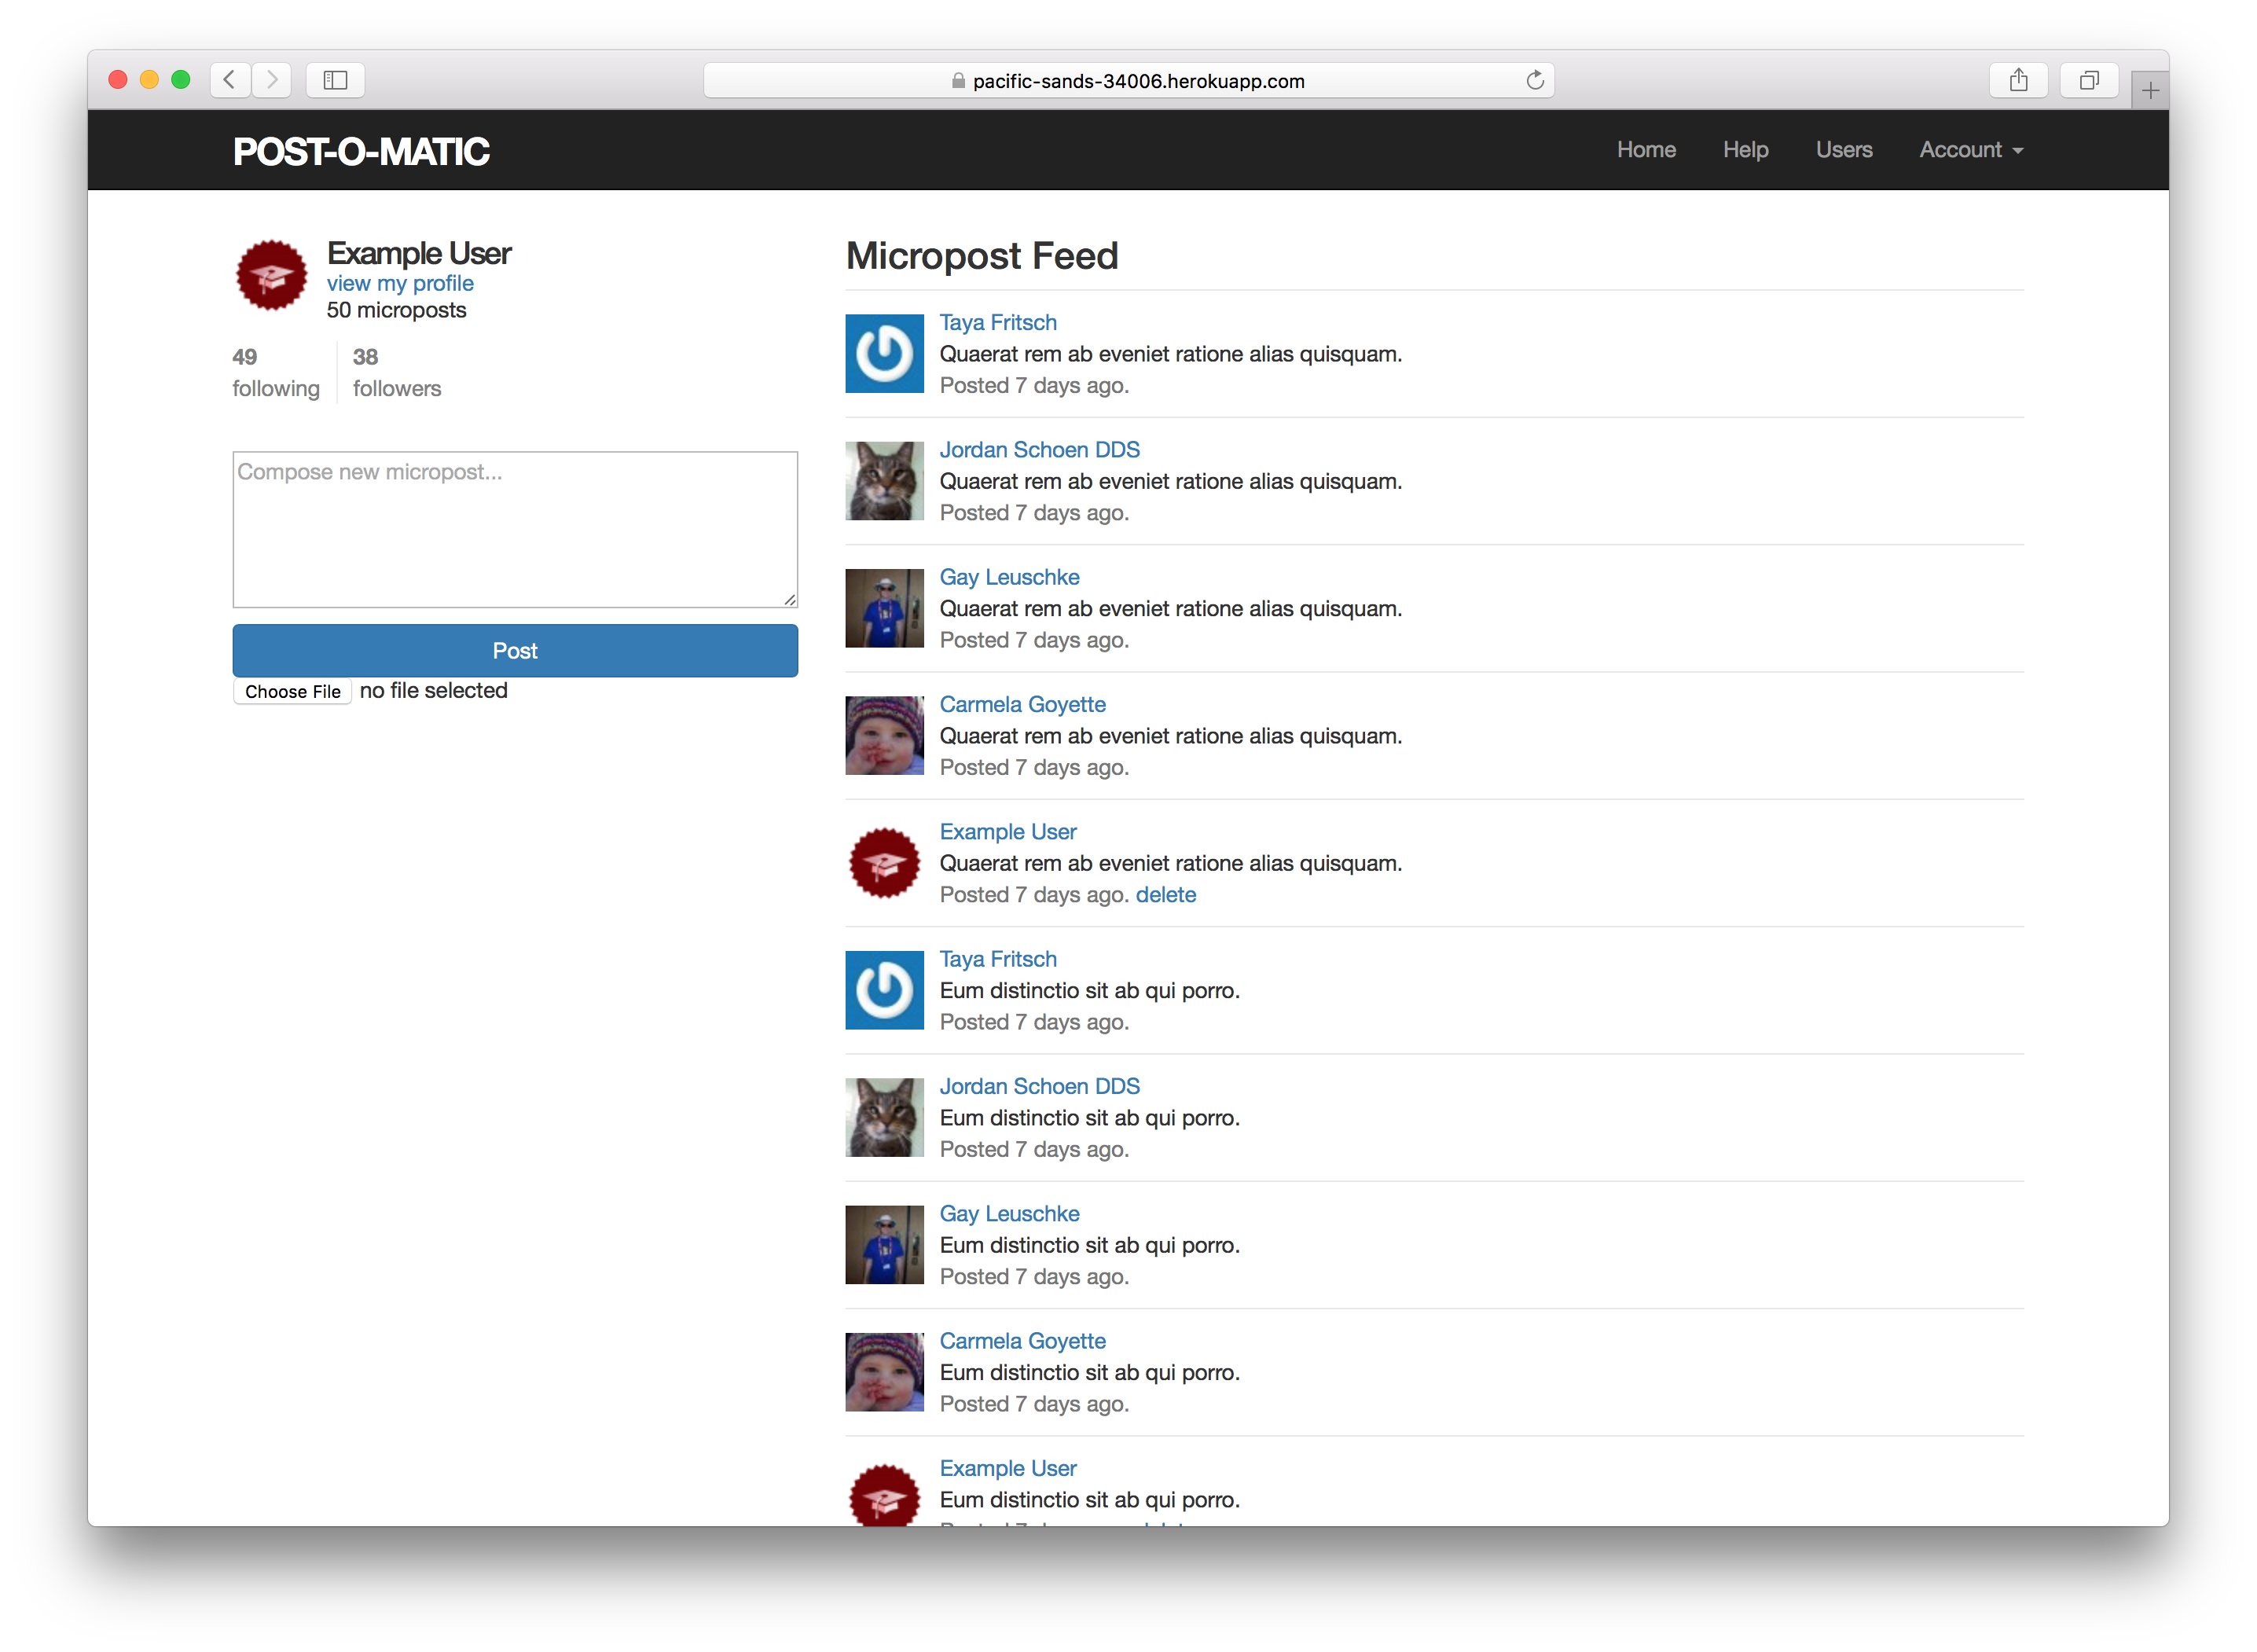 pacific-sands-34006.herokuapp.com
POST-O-MATIC
Home Help Users Account
Example User
view my profile
50 microposts
49 38
following followers
Compose new micropost...
Post
Choose File no file selected
Micropost Feed
Taya Fritsch
Quaerat rem ab eveniet ratione alias quisquam.
Posted 7 days ago.
Jordan Schoen DDS
Quaerat rem ab eveniet ratione alias quisquam.
Posted 7 days ago.
Gay Leuschke
Quaerat rem ab eveniet ratione alias quisquam.
Posted 7 days ago.
Carmela Goyette
Quaerat rem ab eveniet ratione alias quisquam.
Posted 7 days ago.
Example User
Quaerat rem ab eveniet ratione alias quisquam.
Posted 7 days ago. delete
Taya Fritsch
Eum distinctio sit ab qui porro.
Posted 7 days ago.
Jordan Schoen DDS
Eum distinctio sit ab qui porro.
Posted 7 days ago.
Gay Leuschke
Eum distinctio sit ab qui porro.
Posted 7 days ago.
Carmela Goyette
Eum distinctio sit ab qui porro.
Posted 7 days ago.
Example User
Eum distinctio sit ab qui porro.